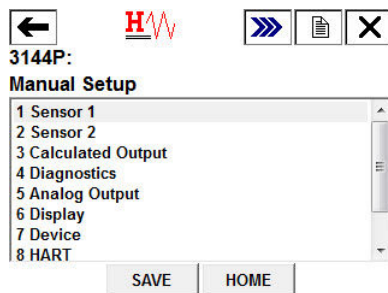 H
3144P:
Manual Setup
1 Sensor 1
2 Sensor 2
3 Calculated Output
4 Diagnostics
5 Analog Output
6 Display
7 Device
8 HART
SAVE HOME